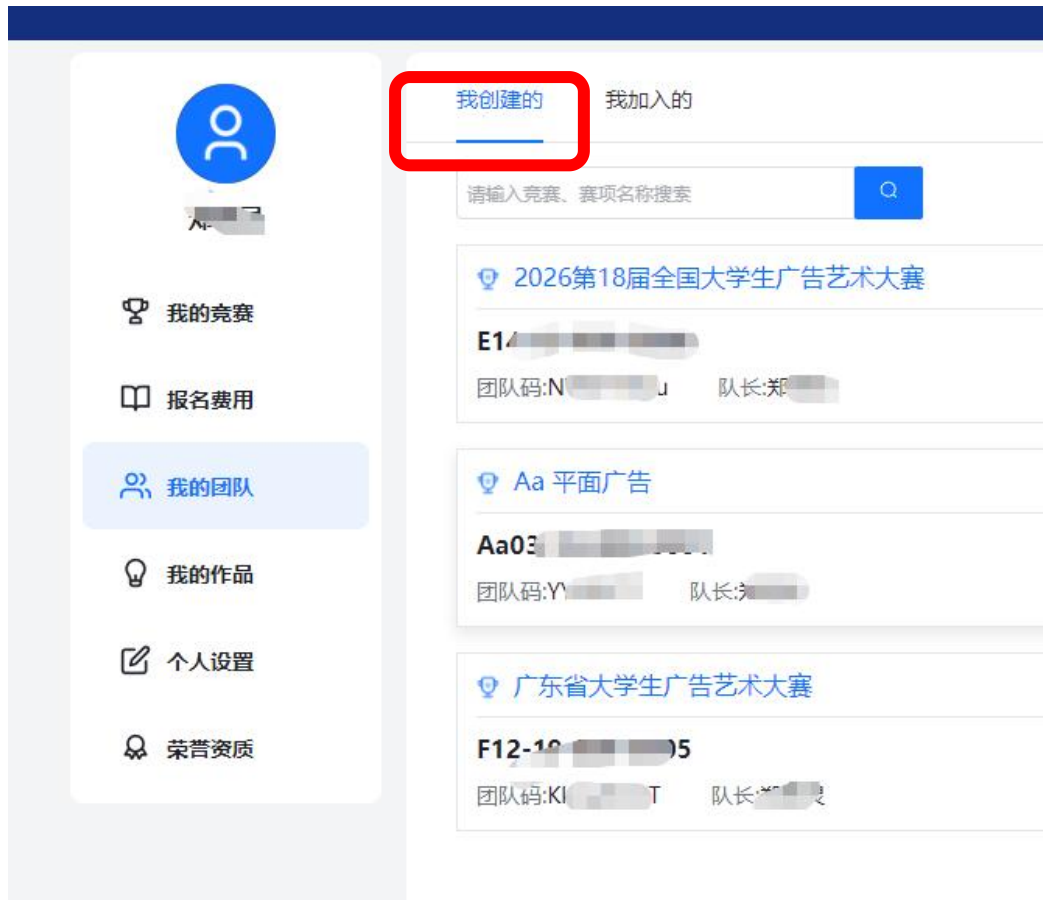 我创建的 我加入的
请输入竞赛、赛项名称搜索
我的竞赛
报名费用
我的团队
我的作品
个人设置
荣誉资质
2026第18届全国大学生广告艺术大赛
E14
团队码:N u 队长:郑
Aa 平面广告
Aa03
团队码:YY 队长:
广东省大学生广告艺术大赛
F12-19 05
团队码:Kk T 队长: